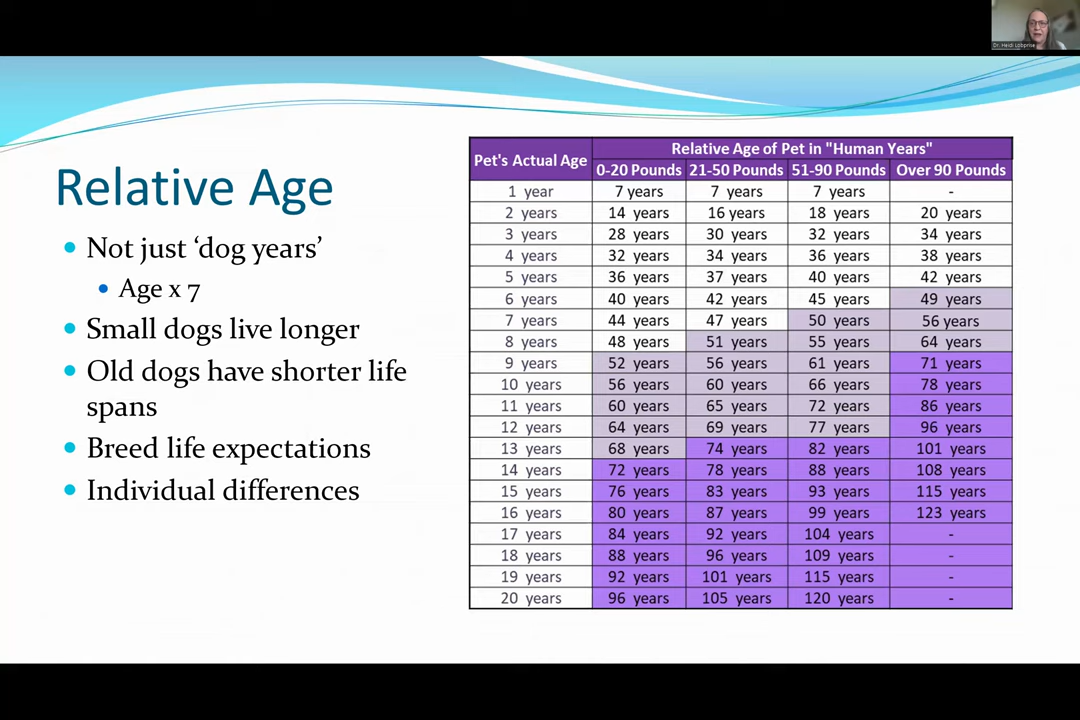 Dr. Heidi Lobprise
Relative Age
Not just ‘dog years’
Age x 7
Small dogs live longer
Old dogs have shorter life
spans
Breed life expectations
Individual differences
Pet's Actual Age Relative Age of Pet in "Human Years"
0-20 Pounds 21-50 Pounds 51-90 Pounds Over 90 Pounds
1 year 7 years 7 years 7 years -
2 years 14 years 16 years 18 years 20 years
3 years 28 years 30 years 32 years 34 years
4 years 32 years 34 years 36 years 38 years
5 years 36 years 37 years 40 years 42 years
6 years 40 years 42 years 45 years 49 years
7 years 44 years 47 years 50 years 56 years
8 years 48 years 51 years 55 years 64 years
9 years 52 years 56 years 61 years 71 years
10 years 56 years 60 years 66 years 78 years
11 years 60 years 65 years 72 years 86 years
12 years 64 years 69 years 77 years 96 years
13 years 68 years 74 years 82 years 101 years
14 years 72 years 78 years 88 years 108 years
15 years 76 years 83 years 93 years 115 years
16 years 80 years 87 years 99 years 123 years
17 years 84 years 92 years 104 years -
18 years 88 years 96 years 109 years -
19 years 92 years 101 years 115 years -
20 years 96 years 105 years 120 years -